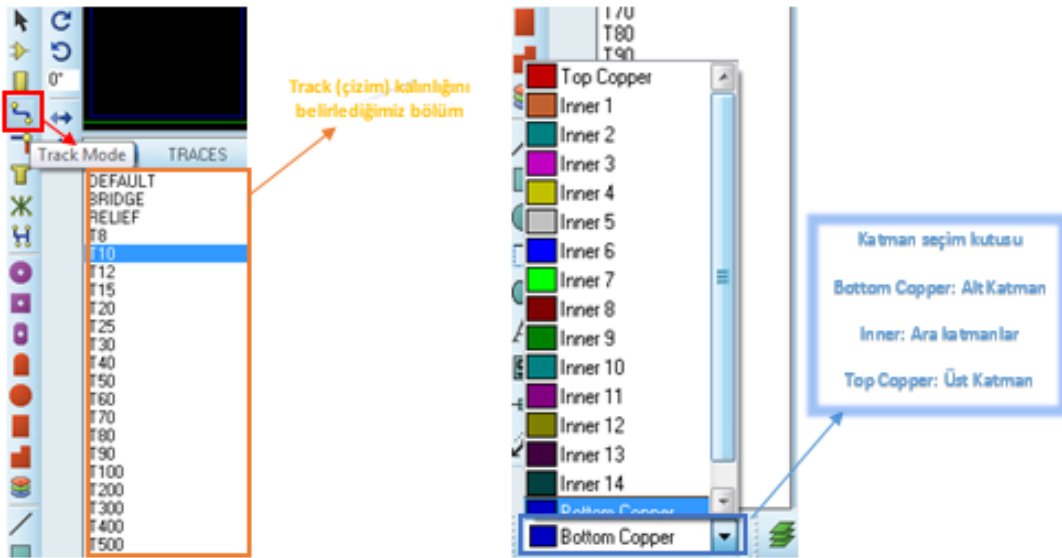 0°
Track (çizim) kalınlığını
belirlediğimiz bölüm
Track Mode
TRACES
DEFAULT
BRIDGE
RELIEF
T8
T10
T12
T15
T20
T25
T30
T40
T50
T60
T70
T80
T90
T100
T200
T300
T400
T500
T70
T80
T90
Top Copper
Inner 1
Inner 2
Inner 3
Inner 4
Inner 5
Inner 6
Inner 7
Inner 8
Inner 9
Inner 10
Inner 11
Inner 12
Inner 13
Inner 14
Bottom Copper
Bottom Copper
Katman seçim kutusu
Bottom Copper: Alt Katman
Inner: Ara katmanlar
Top Copper: Üst Katman